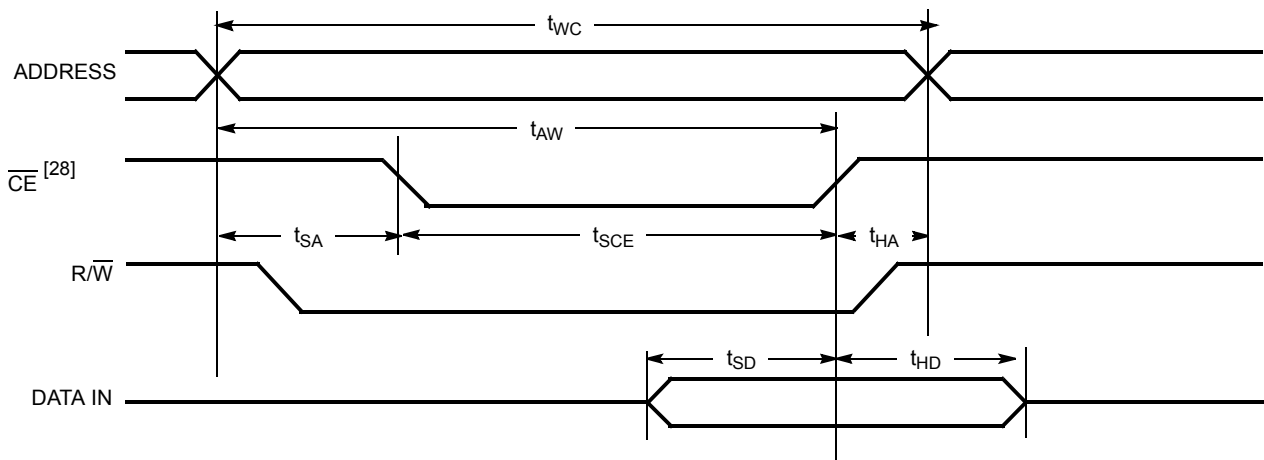 tWC
ADDRESS
tAW
CE [28]
tSA tSCE tHA
R/W
tSD tHD
DATA IN